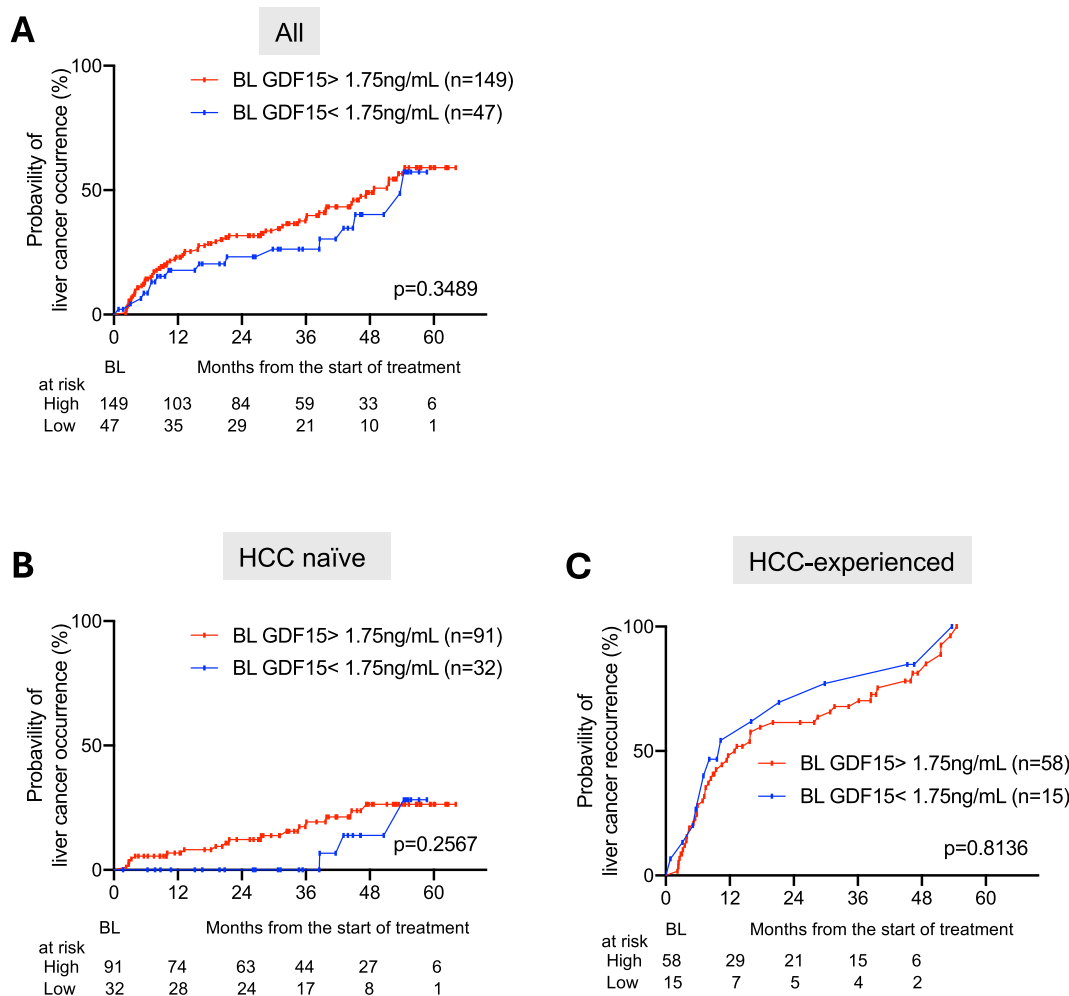 A
All
100
50
0
Probavility of
liver cancer occurrence (%)
BL GDF15> 1.75ng/mL (n=149)
BL GDF15< 1.75ng/mL (n=47)
p=0.3489
0 12 24 36 48 60
BL Months from the start of treatment
at risk
High 149 103 84 59 33 6
Low 47 35 29 21 10 1
B
HCC naïve
100
50
0
Probavility of
liver cancer occurrence (%)
BL GDF15> 1.75ng/mL (n=91)
BL GDF15< 1.75ng/mL (n=32)
p=0.2567
0 12 24 36 48 60
BL Months from the start of treatment
at risk
High 91 74 63 44 27 6
Low 32 28 24 17 8 1
C
HCC-experienced
100
50
0
Probavility of
liver cancer reccurrence (%)
BL GDF15> 1.75ng/mL (n=58)
BL GDF15< 1.75ng/mL (n=15)
p=0.8136
0 12 24 36 48 60
BL Months from the start of treatment
at risk
High 58 29 21 15 6
Low 15 7 5 4 2